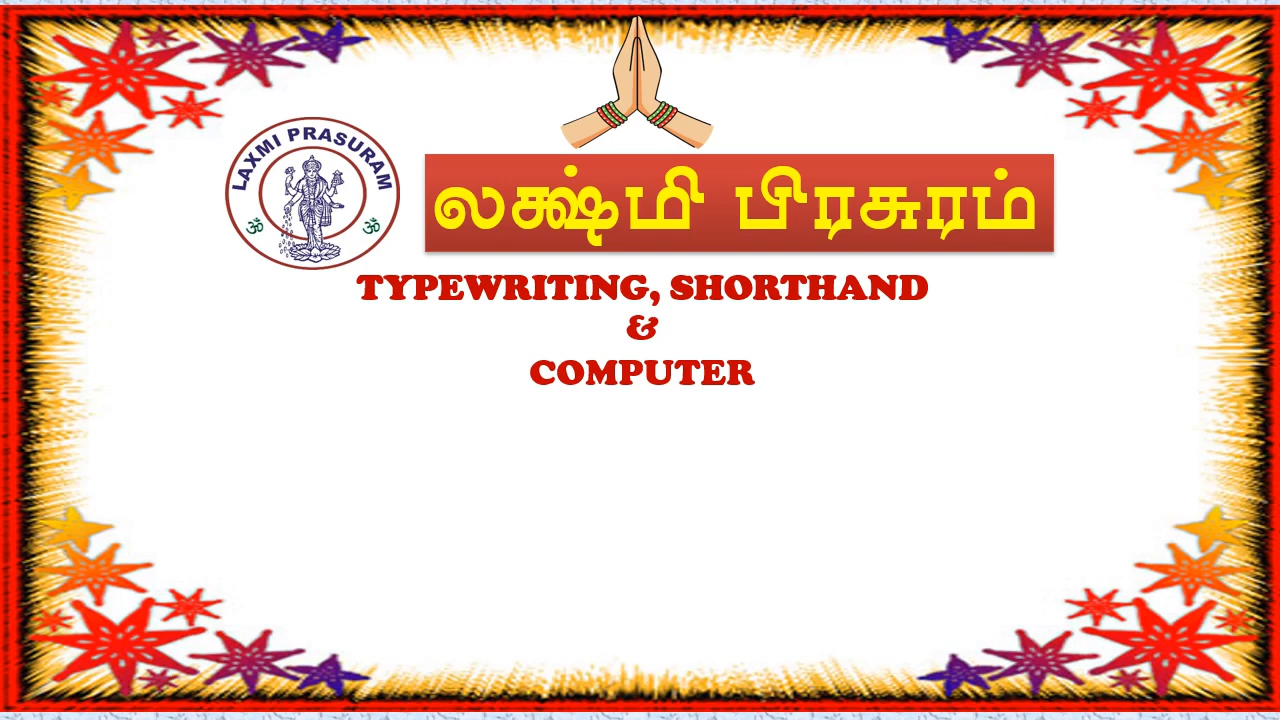 LAXMI PRASURAM
ௐ ௐ
லக்ஷ்மி பிரசுரம்
TYPEWRITING, SHORTHAND
&
COMPUTER